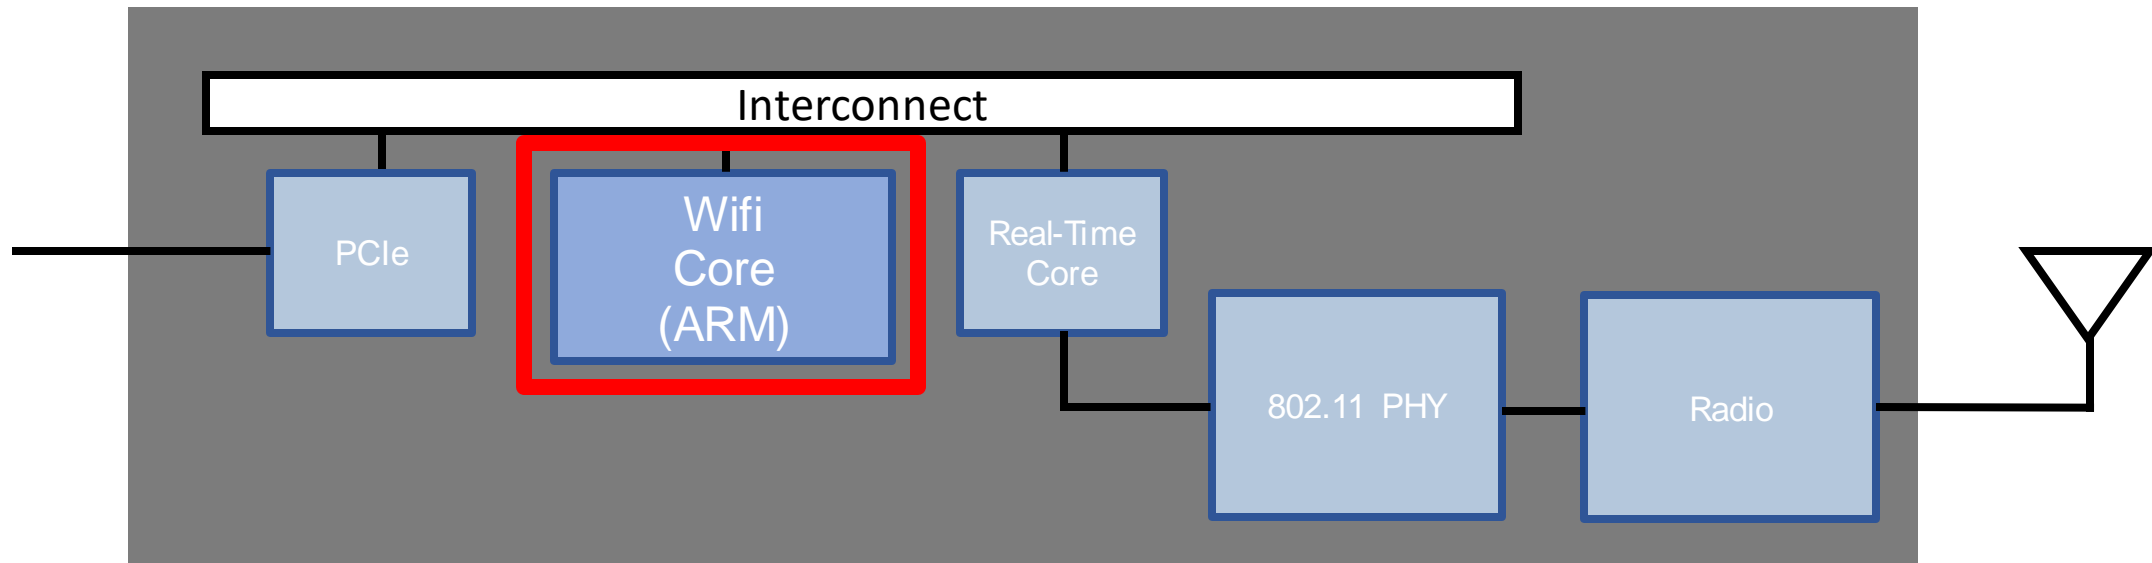 Interconnect
PCIe
Wifi
Core
(ARM)
Real-Time
Core
802.11 PHY
Radio